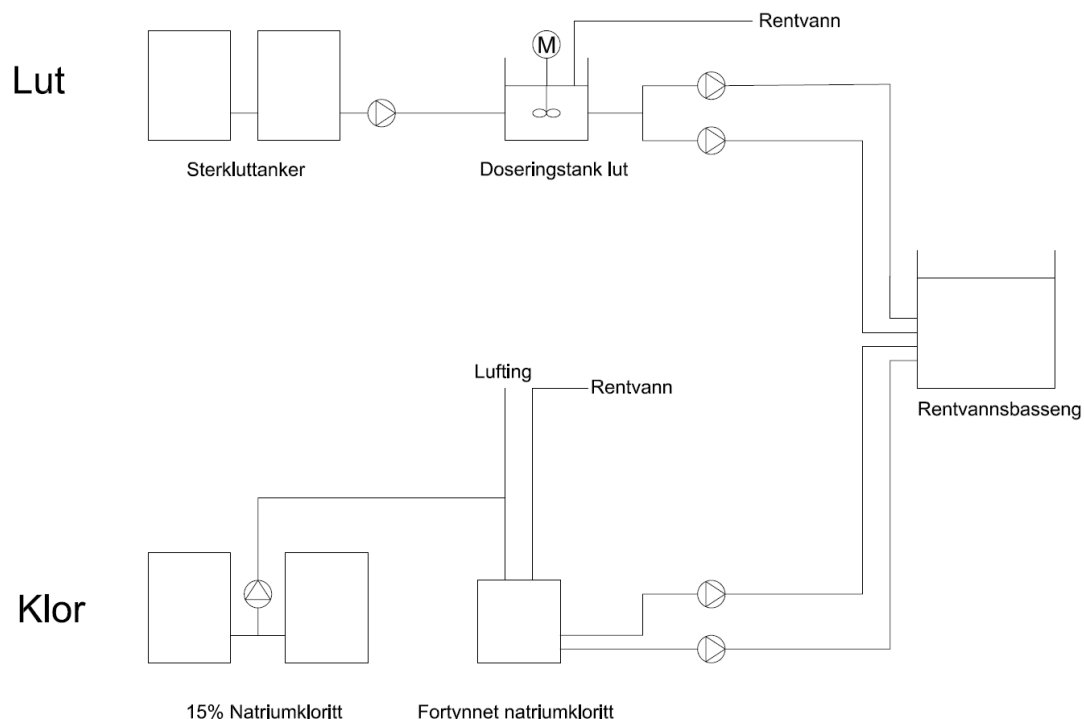 Rentvann
M
Lut
Sterkluttanker
Doseringstank lut
Lufting
Rentvann
Rentvannsbasseng
Klor
15% Natriumkloritt
Fortynnet natriumkloritt